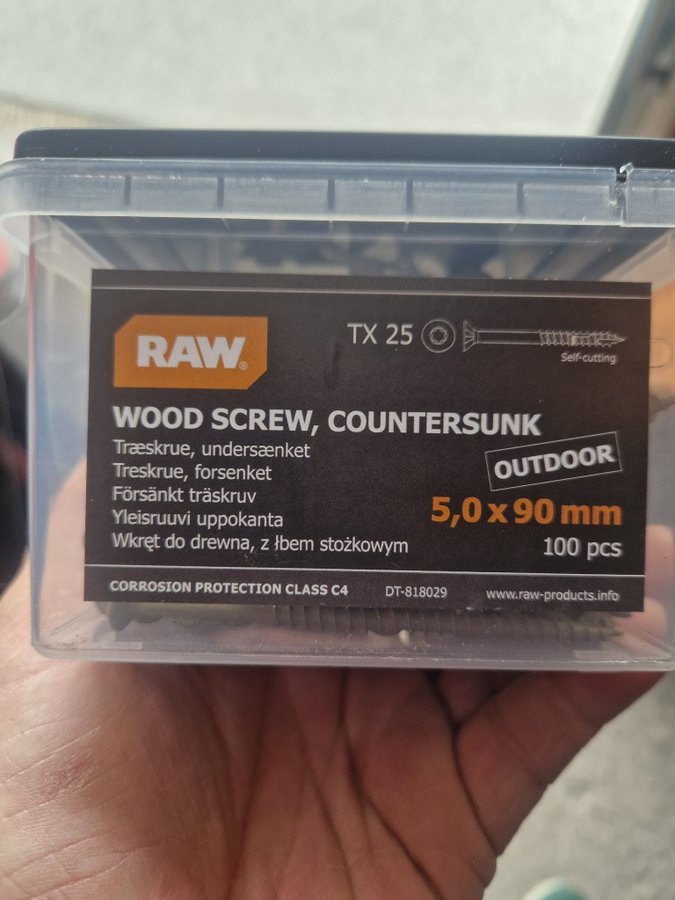 RAW®
TX 25
Self-cutting
WOOD SCREW, COUNTERSUNK
Træskrue, undersænket
Treskrue, forsenket
Försänkt träskruv
Yleisruuvi uppokanta
Wkręt do drewna, z łbem stożkowym
OUTDOOR
5,0 x 90 mm
100 pcs
CORROSION PROTECTION CLASS C4 DT-818029 www.raw-products.info